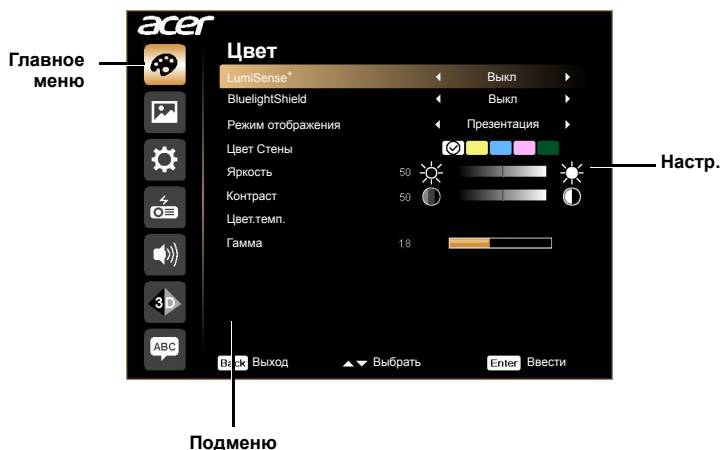 acer
Цвет
Главное
меню
LumiSense+ Выкл
BluelightShield Выкл
Режим отображения Презентация
Цвет Стены
Настр.
Яркость 50
Контраст 50
Цвет.темп.
Гамма 1.8
3D
ABC
Back Выход Выбрать Enter Ввести
Подменю